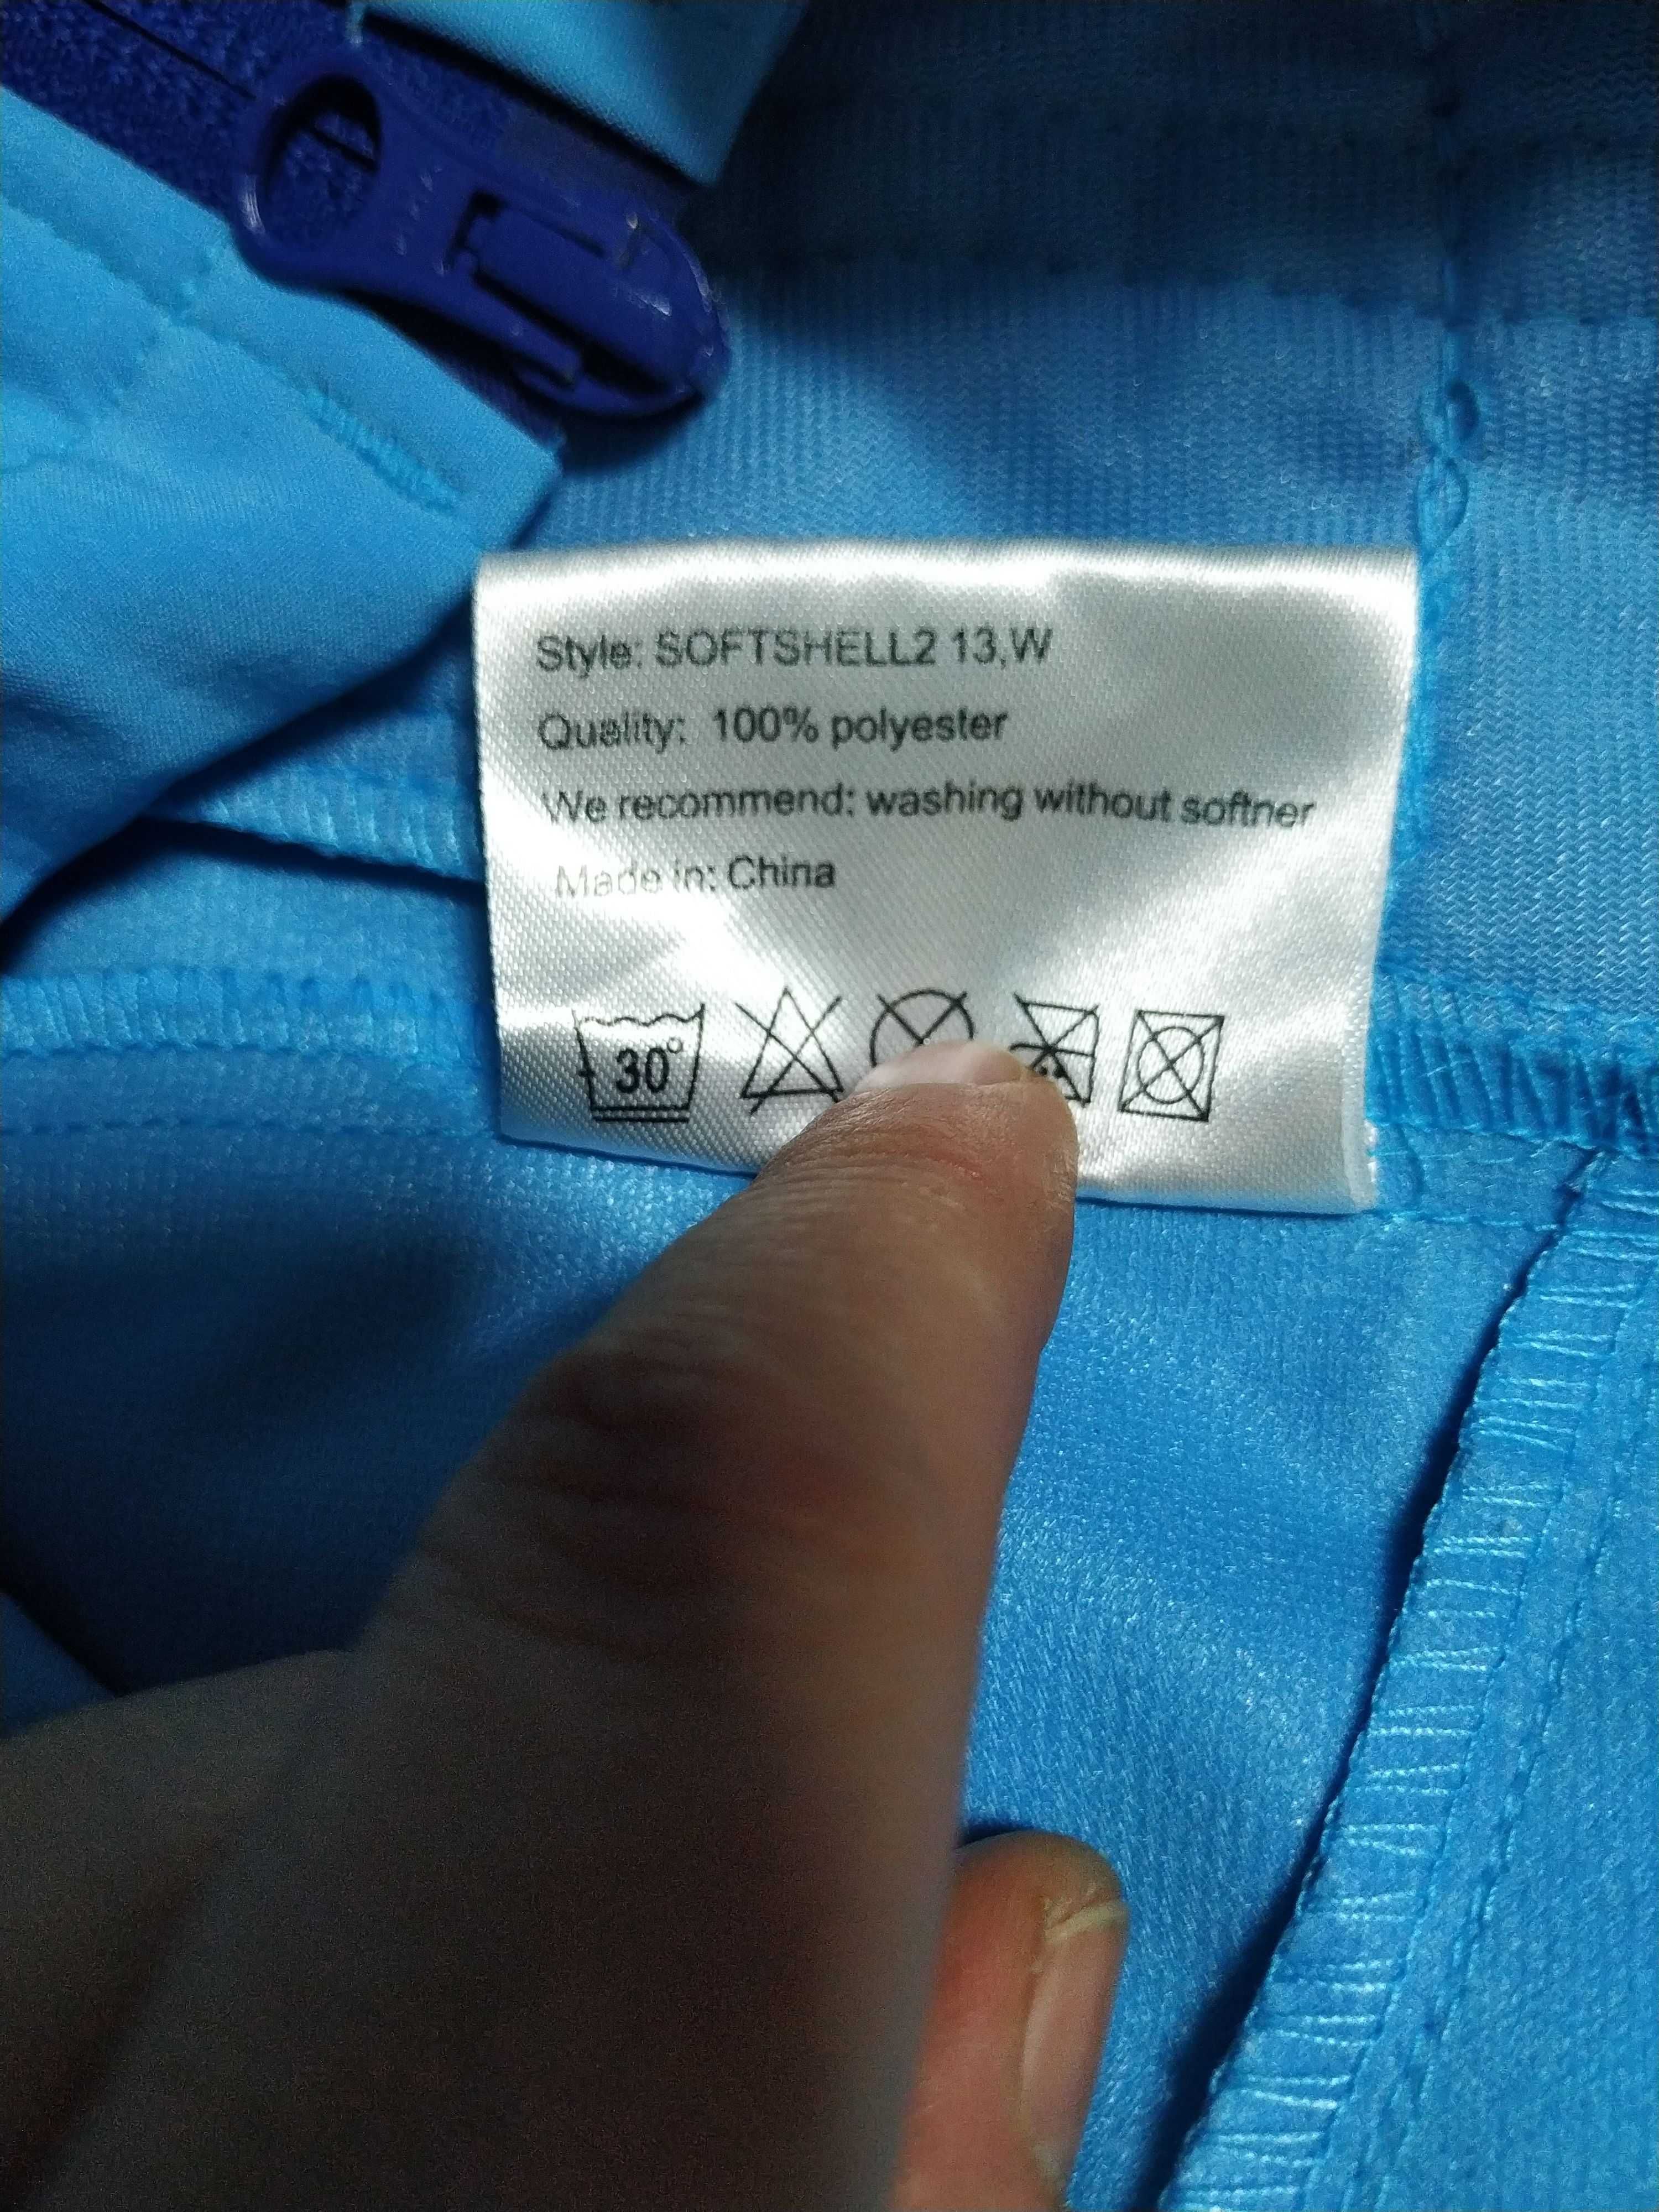 Style: SOFTSHELL2 13,W
Quality: 100% polyester
We recommend: washing without softner
Made in: China
30°